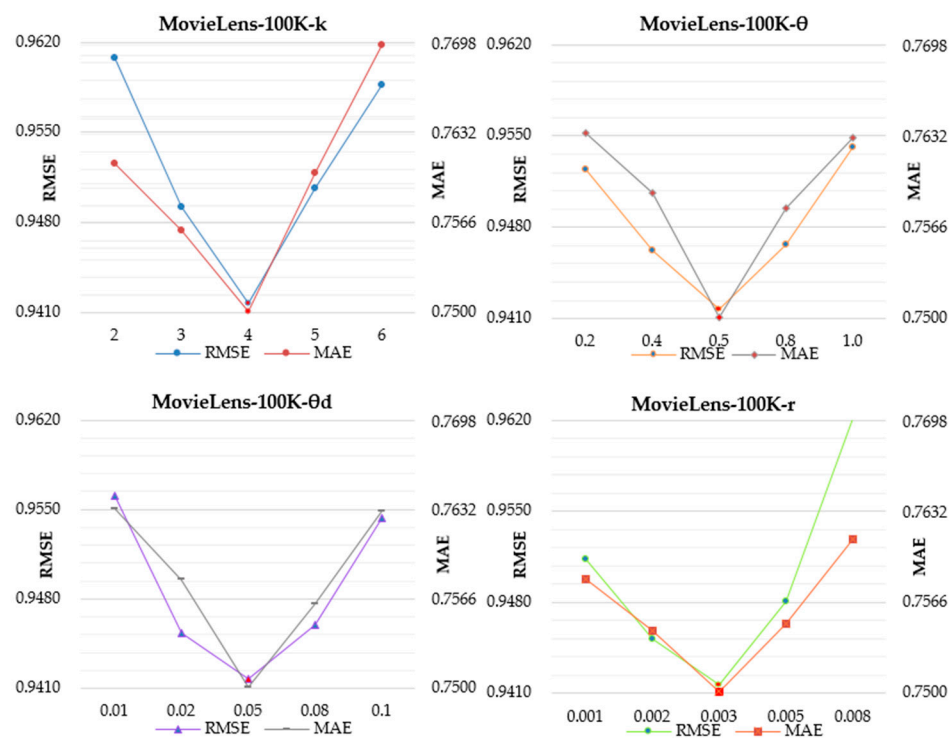 MovieLens-100K-k
0.9620
0.9550
0.9480
0.9410
RMSE
0.7698
0.7632
0.7566
0.7500
MAE
2 3 4 5 6
RMSE MAE
MovieLens-100K-θ
0.9620
0.9550
0.9480
0.9410
RMSE
0.7698
0.7632
0.7566
0.7500
MAE
0.2 0.4 0.5 0.8 1.0
RMSE MAE
MovieLens-100K-θd
0.9620
0.9550
0.9480
0.9410
RMSE
0.7698
0.7632
0.7566
0.7500
MAE
0.01 0.02 0.05 0.08 0.1
RMSE MAE
MovieLens-100K-r
0.9620
0.9550
0.9480
0.9410
RMSE
0.7698
0.7632
0.7566
0.7500
MAE
0.001 0.002 0.003 0.005 0.008
RMSE MAE